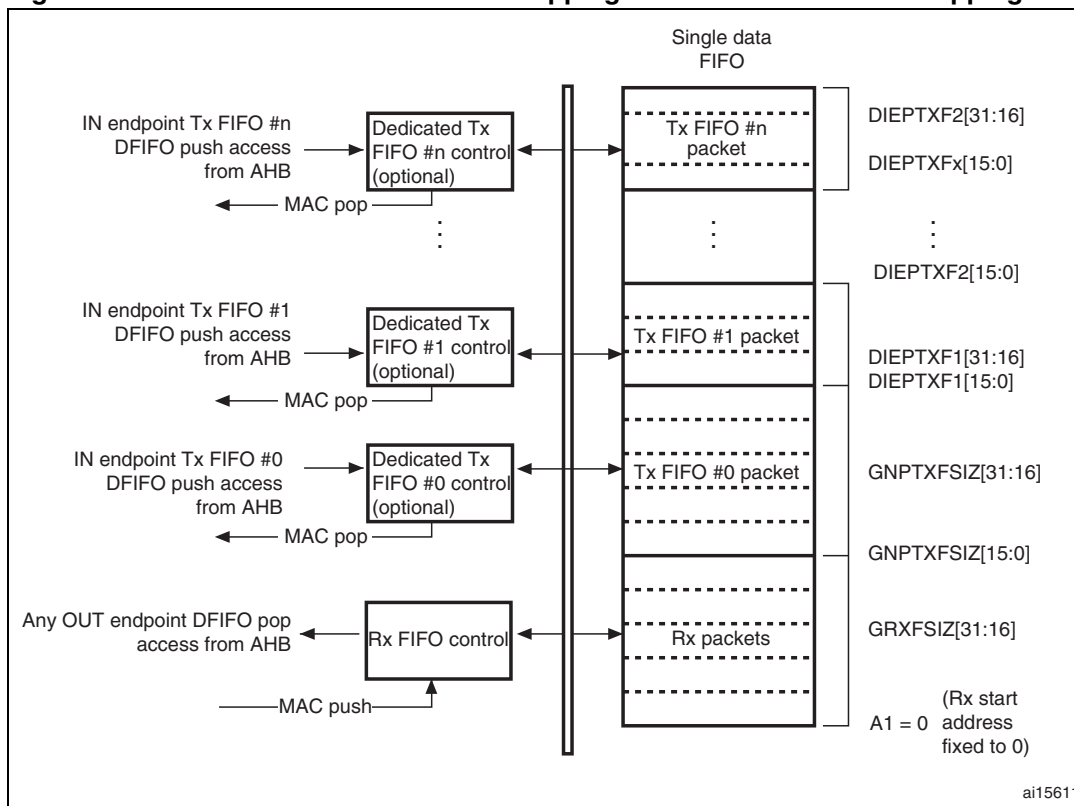 Single data
FIFO
IN endpoint Tx FIFO #n
DFIFO push access
from AHB
Dedicated Tx
FIFO #n control
(optional)
MAC pop
Tx FIFO #n
packet
DIEPTXF2[31:16]
DIEPTXFx[15:0]
DIEPTXF2[15:0]
IN endpoint Tx FIFO #1
DFIFO push access
from AHB
Dedicated Tx
FIFO #1 control
(optional)
MAC pop
Tx FIFO #1 packet
DIEPTXF1[31:16]
DIEPTXF1[15:0]
IN endpoint Tx FIFO #0
DFIFO push access
from AHB
Dedicated Tx
FIFO #0 control
(optional)
MAC pop
Tx FIFO #0 packet
GNPTXFSIZ[31:16]
GNPTXFSIZ[15:0]
Any OUT endpoint DFIFO pop
access from AHB
Rx FIFO control
MAC push
Rx packets
GRXFSIZ[31:16]
A1 = 0
(Rx start
address
fixed to 0)
ai15611